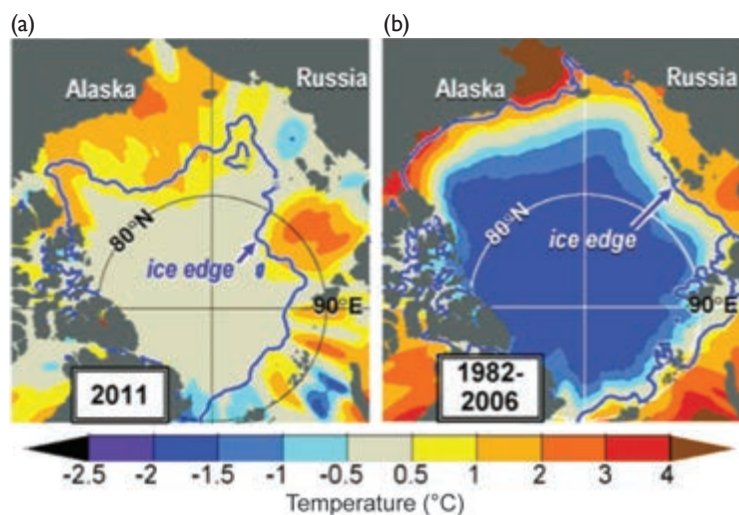 (a)
(b)
Alaska
Russia
80°N
ice edge
90°E
2011
Alaska
Russia
80°N
ice edge
90°E
1982-
2006
-2.5 -2 -1.5 -1 -0.5 0.5 1 2 3 4
Temperature (°C)